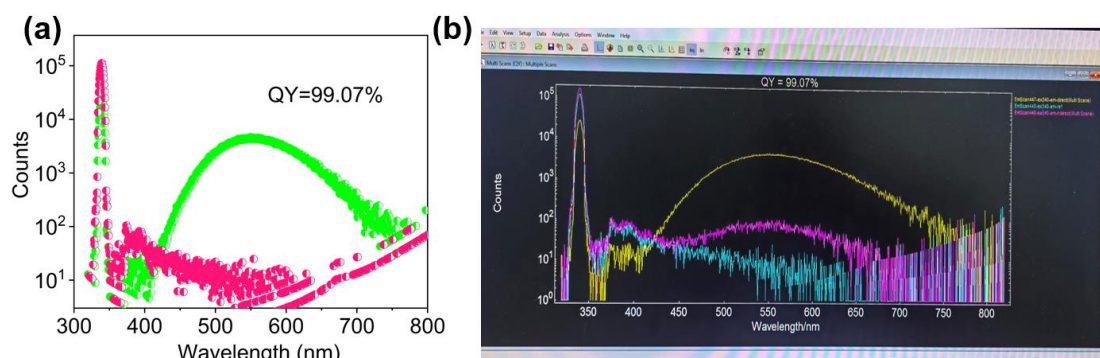 (a)
QY=99.07%
Counts
10⁵
10⁴
10³
10²
10¹
300 400 500 600 700 800
Wavelength (nm)
(b)
Edit View Setup Data Analysis Options Window Help
Multi Scans (QY) : Multiple Scans
QY = 99.07%
Counts
10⁵
10⁴
10³
10²
10¹
10⁰
350 400 450 500 550 600 650 700 750 800
Wavelength/nm